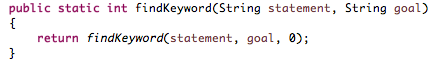 public static int findKeyword(String statement, String goal)
{
    return findKeyword(statement, goal, 0);
}